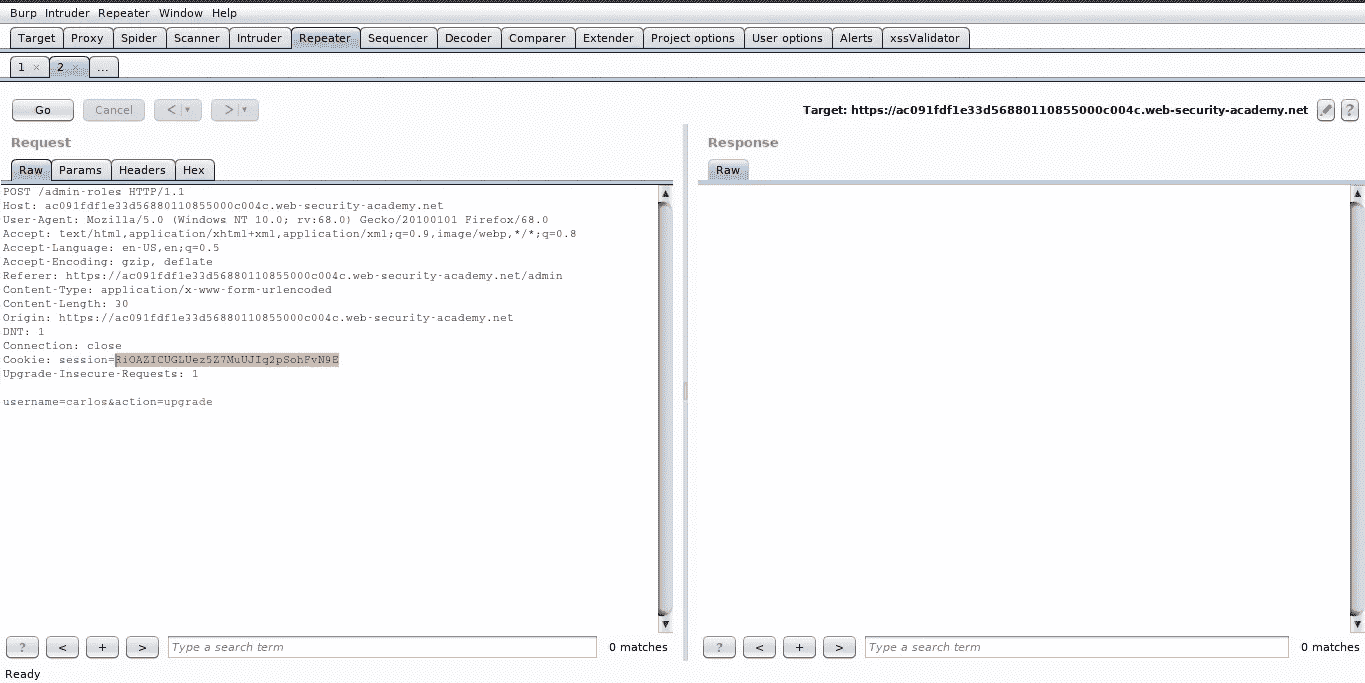 Burp Intruder Repeater Window Help
Target Proxy Spider Scanner Intruder Repeater Sequencer Decoder Comparer Extender Project options User options Alerts xssValidator
1 × 2 × ...
Go Cancel < > Target: https://ac091fdf1e33d56880110855000c004c.web-security-academy.net ?
Request Response
Raw Params Headers Hex Raw
POST /admin-roles HTTP/1.1
Host: ac091fdf1e33d56880110855000c004c.web-security-academy.net
User-Agent: Mozilla/5.0 (Windows NT 10.0; rv:68.0) Gecko/20100101 Firefox/68.0
Accept: text/html,application/xhtml+xml,application/xml;q=0.9,image/webp,*/*;q=0.8
Accept-Language: en-US,en;q=0.5
Accept-Encoding: gzip, deflate
Referer: https://ac091fdf1e33d56880110855000c004c.web-security-academy.net/admin
Content-Type: application/x-www-form-urlencoded
Content-Length: 30
Origin: https://ac091fdf1e33d56880110855000c004c.web-security-academy.net
DNT: 1
Connection: close
Cookie: session=RiOAZICUGLUez5Z7MuUJIg2pSohFvN9E
Upgrade-Insecure-Requests: 1
username=carlos&action=upgrade
? < + > Type a search term 0 matches ? < + > Type a search term 0 matches
Ready